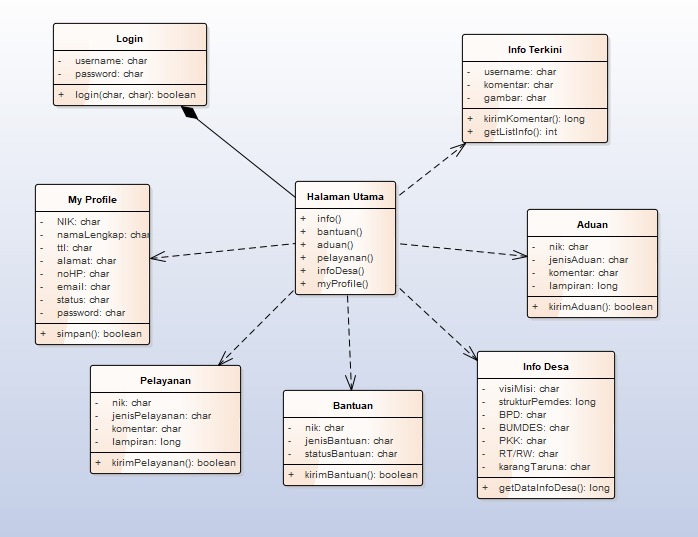 Login
- username: char
- password: char
+ login(char, char): boolean
Info Terkini
- username: char
- komentar: char
- gambar: char
+ kirimKomentar(): long
+ getListInfo(): int
Halaman Utama
+ info()
+ bantuan()
+ aduan()
+ pelayanan()
+ infoDesa()
+ myProfile()
My Profile
- NIK: char
- namaLengkap: char
- ttl: char
- alamat: char
- noHP: char
- email: char
- status: char
- password: char
+ simpan(): boolean
Aduan
- nik: char
- jenisAduan: char
- komentar: char
- lampiran: long
+ kirimAduan(): boolean
Pelayanan
- nik: char
- jenisPelayanan: char
- komentar: char
- lampiran: long
+ kirimPelayanan(): boolean
Bantuan
- nik: char
- jenisBantuan: char
- statusBantuan: char
+ kirimBantuan(): boolean
Info Desa
- visiMisi: char
- strukturPemdes: long
- BPD: char
- BUMDES: char
- PKK: char
- RT/RW: char
- karangTaruna: char
+ getDataInfoDesa(): long